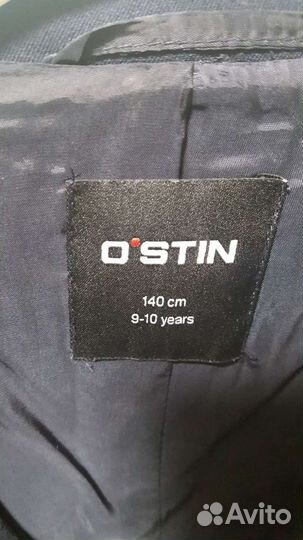 O'STIN
140 cm
9-10 years
Avito